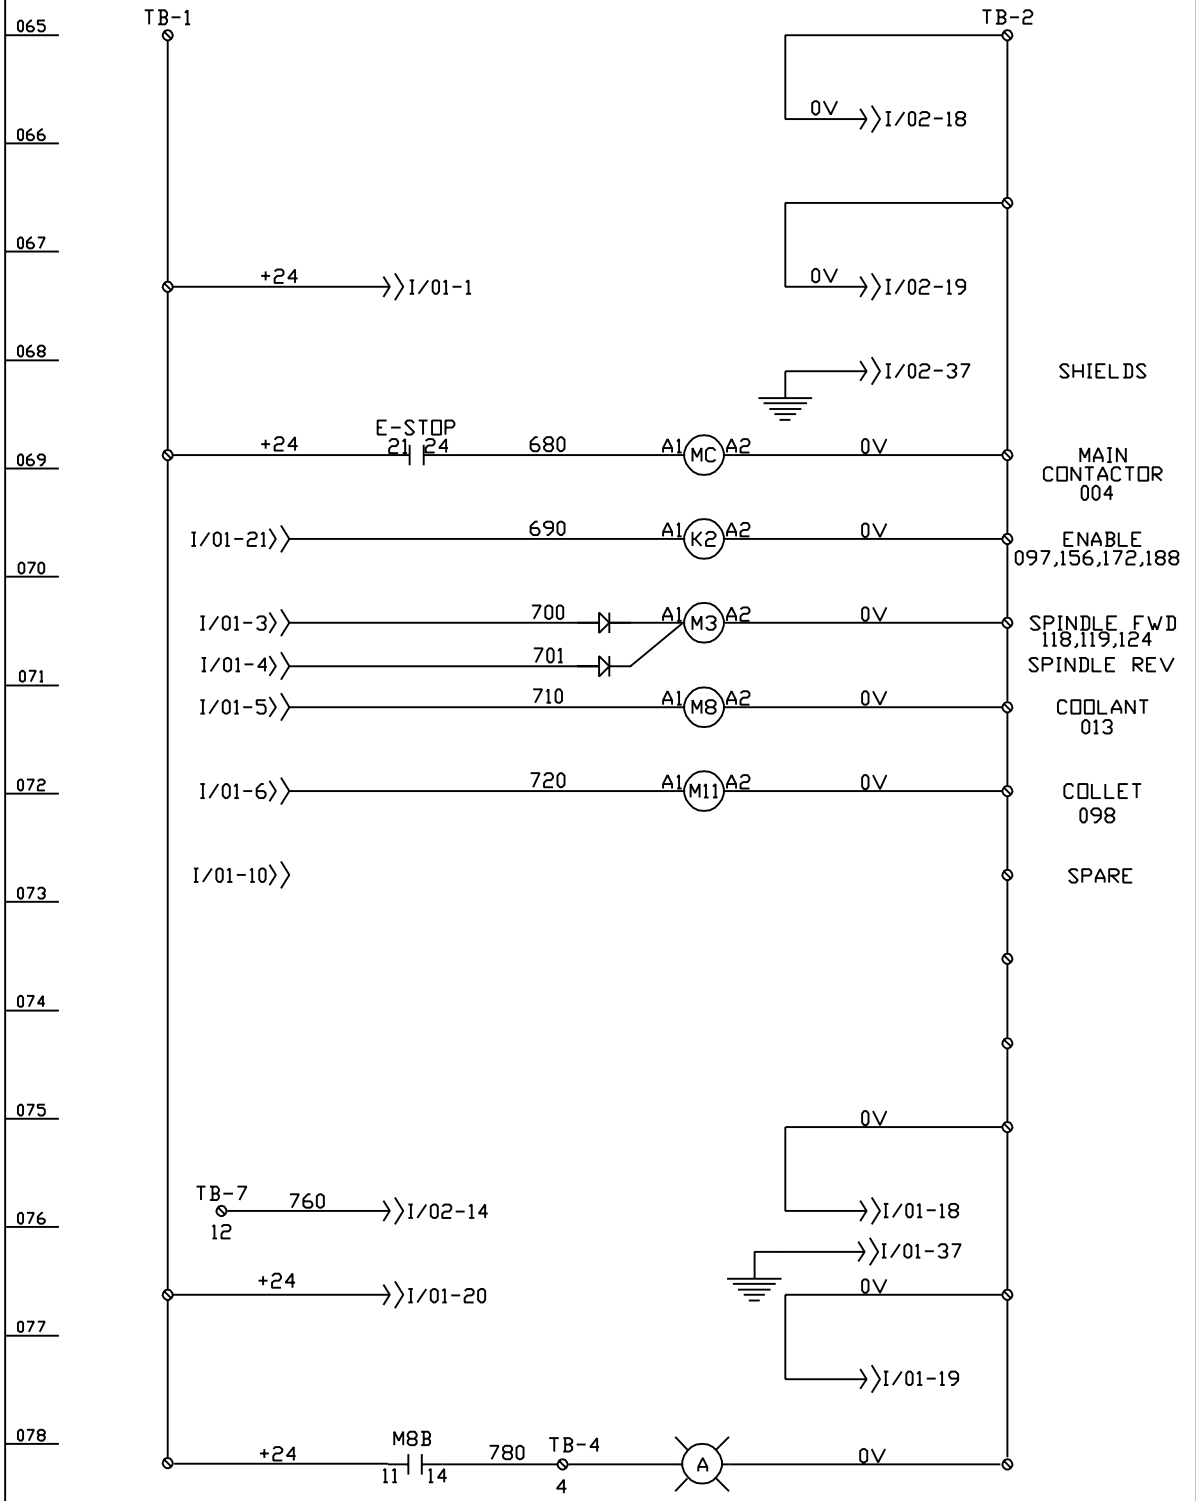 TB-1 TB-2
065
0V I/02-18
066
067
+24 I/01-1 0V I/02-19
068
I/02-37 SHIELDS
E-STOP
+24 21 24 680 A1 MC A2 0V MAIN
069
CONTACTOR
004
I/01-21 690 A1 K2 A2 0V ENABLE
097,156,172,188
070
I/01-3 700 A1 M3 A2 0V SPINDLE FWD
118,119,124
I/01-4 701 SPINDLE REV
071
I/01-5 710 A1 M8 A2 0V COOLANT
013
072
I/01-6 720 A1 M11 A2 0V COLLET
098
I/01-10 SPARE
073
074
075
0V
TB-7
760 I/02-14 I/01-18
12
076
I/01-37
+24 I/01-20 0V
077
I/01-19
078
M8B TB-4
+24 11 14 780 4 A 0V